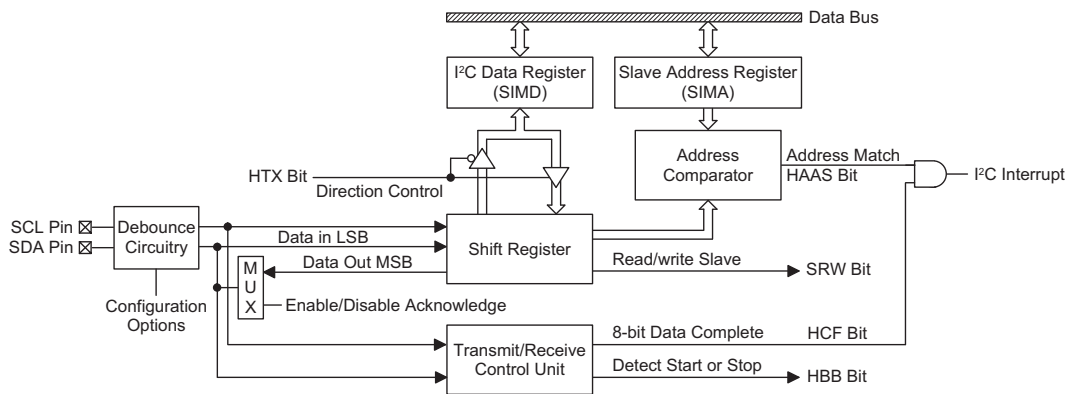 Data Bus
I²C Data Register
(SIMD)
Slave Address Register
(SIMA)
HTX Bit
Direction Control
Address
Comparator
Address Match
HAAS Bit
I²C Interrupt
SCL Pin
SDA Pin
Debounce
Circuitry
Data in LSB
Shift Register
Data Out MSB
Read/write Slave
SRW Bit
M
U
X
Enable/Disable Acknowledge
Configuration
Options
Transmit/Receive
Control Unit
8-bit Data Complete
HCF Bit
Detect Start or Stop
HBB Bit